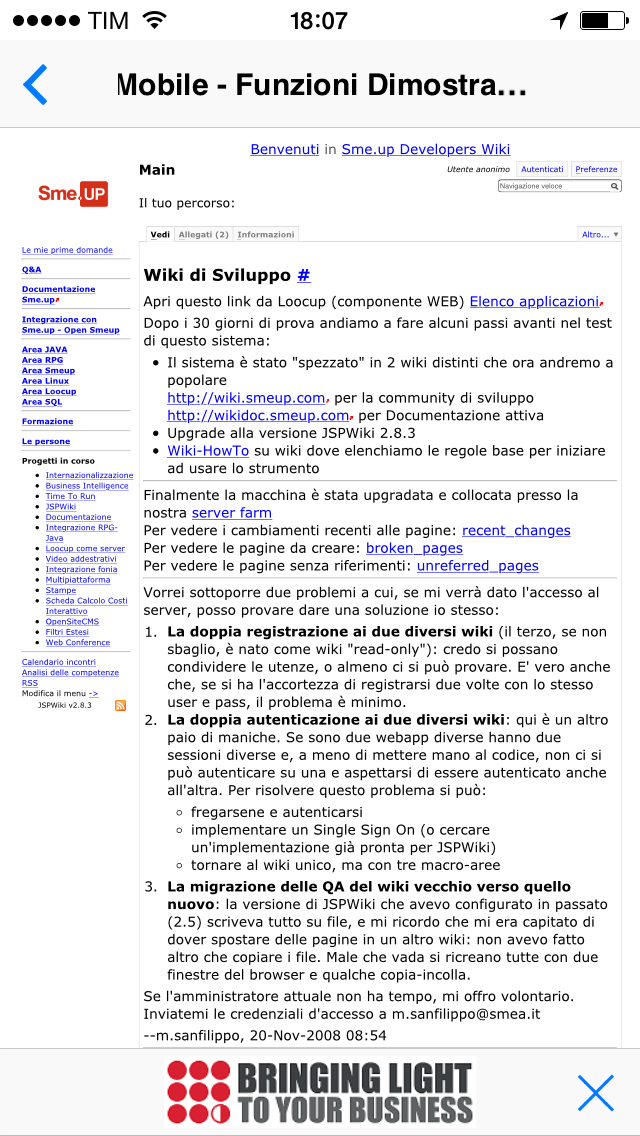 TIM 18:07
Mobile - Funzioni Dimostra...
Benvenuti in Sme.up Developers Wiki
Sme.UP
Main
Utente anonimo Autenticati Preferenze
Navigazione veloce
Il tuo percorso:
Vedi Allegati (2) Informazioni Altro...
Le mie prime domande
Q&A
Documentazione
Sme.up
Integrazione con
Sme.up - Open Smeup
Area JAVA
Area RPG
Area Smeup
Area Linux
Area Loocup
Area SQL
Formazione
Le persone
Progetti in corso
• Internazionalizzazione
• Business Intelligence
• Time To Run
• JSPWiki
• Documentazione
• Integrazione RPG-
Java
• Loocup come server
• Video addestrativi
• Integrazione fonia
• Multipiattaforma
• Stampe
• Scheda Calcolo Costi
Interattivo
• OpenSiteCMS
• Filtri Estesi
• Web Conference
Calendario incontri
Analisi delle competenze
RSS
Modifica il menu ->
JSPWiki v2.8.3
Wiki di Sviluppo #
Apri questo link da Loocup (componente WEB) Elenco applicazioni
Dopo i 30 giorni di prova andiamo a fare alcuni passi avanti nel test
di questo sistema:
• Il sistema è stato "spezzato" in 2 wiki distinti che ora andremo a
popolare
http://wiki.smeup.com per la community di sviluppo
http://wikidoc.smeup.com per Documentazione attiva
• Upgrade alla versione JSPWiki 2.8.3
• Wiki-HowTo su wiki dove elenchiamo le regole base per iniziare
ad usare lo strumento
Finalmente la macchina è stata upgradata e collocata presso la
nostra server farm
Per vedere i cambiamenti recenti alle pagine: recent_changes
Per vedere le pagine da creare: broken_pages
Per vedere le pagine senza riferimenti: unreferred_pages
Vorrei sottoporre due problemi a cui, se mi verrà dato l'accesso al
server, posso provare dare una soluzione io stesso:
1. La doppia registrazione ai due diversi wiki (il terzo, se non
sbaglio, è nato come wiki "read-only"): credo si possano
condividere le utenze, o almeno ci si può provare. E' vero anche
che, se si ha l'accortezza di registrarsi due volte con lo stesso
user e pass, il problema è minimo.
2. La doppia autenticazione ai due diversi wiki: qui è un altro
paio di maniche. Se sono due webapp diverse hanno due
sessioni diverse e, a meno di mettere mano al codice, non ci si
può autenticare su una e aspettarsi di essere autenticato anche
all'altra. Per risolvere questo problema si può:
◦ fregarsene e autenticarsi
◦ implementare un Single Sign On (o cercare
un'implementazione già pronta per JSPWiki)
◦ tornare al wiki unico, ma con tre macro-aree
3. La migrazione delle QA del wiki vecchio verso quello
nuovo: la versione di JSPWiki che avevo configurato in passato
(2.5) scriveva tutto su file, e mi ricordo che mi era capitato di
dover spostare delle pagine in un altro wiki: non avevo fatto
altro che copiare i file. Male che vada si ricreano tutte con due
finestre del browser e qualche copia-incolla.
Se l'amministratore attuale non ha tempo, mi offro volontario.
Inviatemi le credenziali d'accesso a m.sanfilippo@smea.it
--m.sanfilippo, 20-Nov-2008 08:54
BRINGING LIGHT
TO YOUR BUSINESS